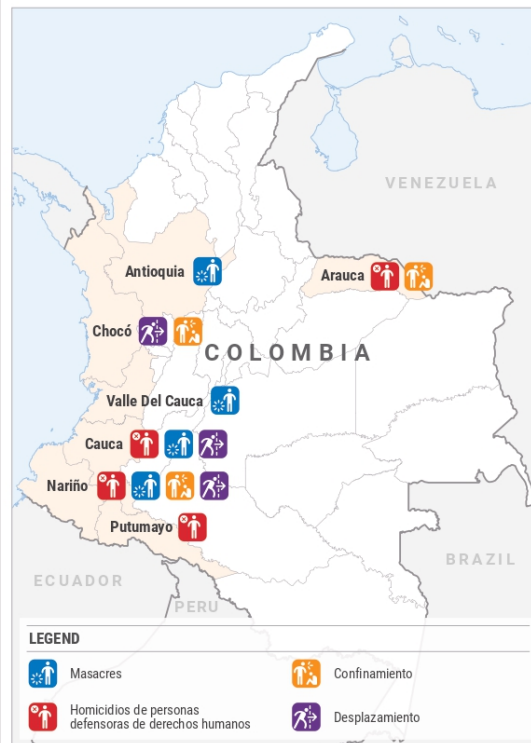 VENEZUELA
Antioquia
Arauca
Chocó
COLOMBIA
Valle Del Cauca
Cauca
Nariño
Putumayo
BRAZIL
ECUADOR
PERU
LEGEND
Masacres
Confinamiento
Homicidios de personas
defensoras de derechos humanos
Desplazamiento